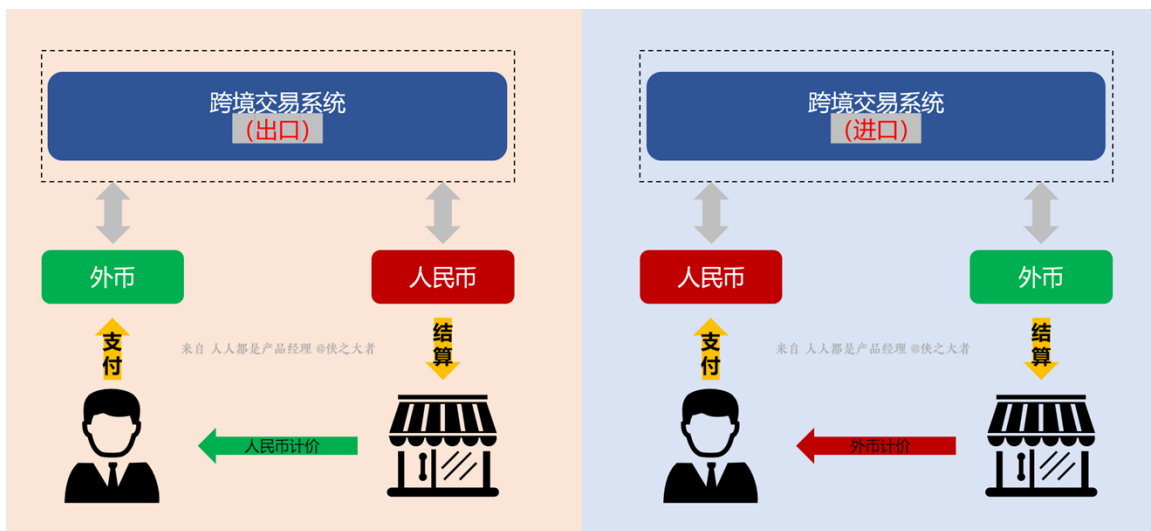 跨境交易系统
（出口）
外币
人民币
支付
结算
来自 人人都是产品经理 @侠之大者
人民币计价
跨境交易系统
（进口）
人民币
外币
支付
结算
来自 人人都是产品经理 @侠之大者
外币计价